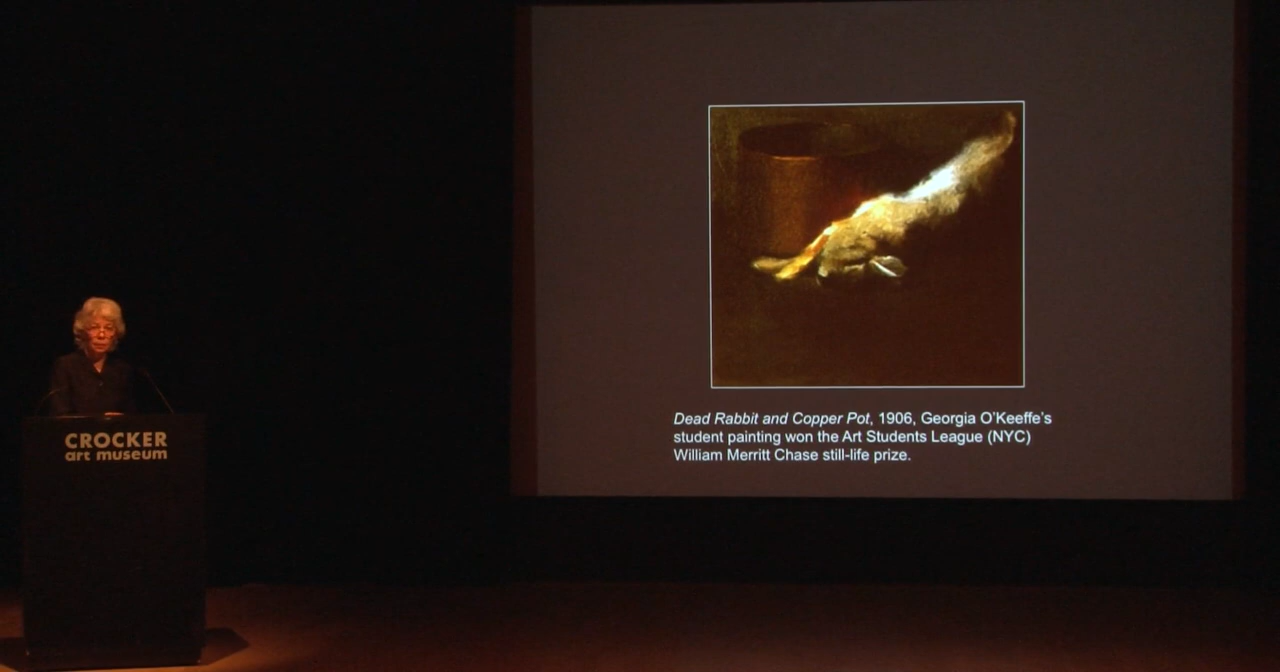 CROCKER
art museum
Dead Rabbit and Copper Pot, 1906, Georgia O'Keeffe's
student painting won the Art Students League (NYC)
William Merritt Chase still-life prize.